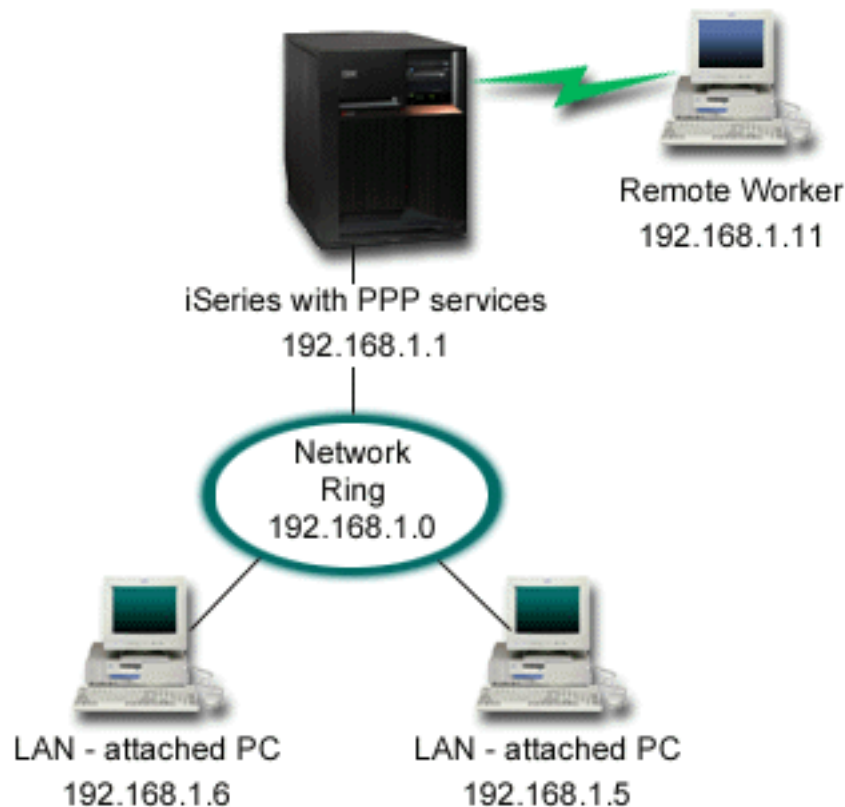 Remote Worker
192.168.1.11
iSeries with PPP services
192.168.1.1
Network
Ring
192.168.1.0
LAN - attached PC
192.168.1.6
LAN - attached PC
192.168.1.5